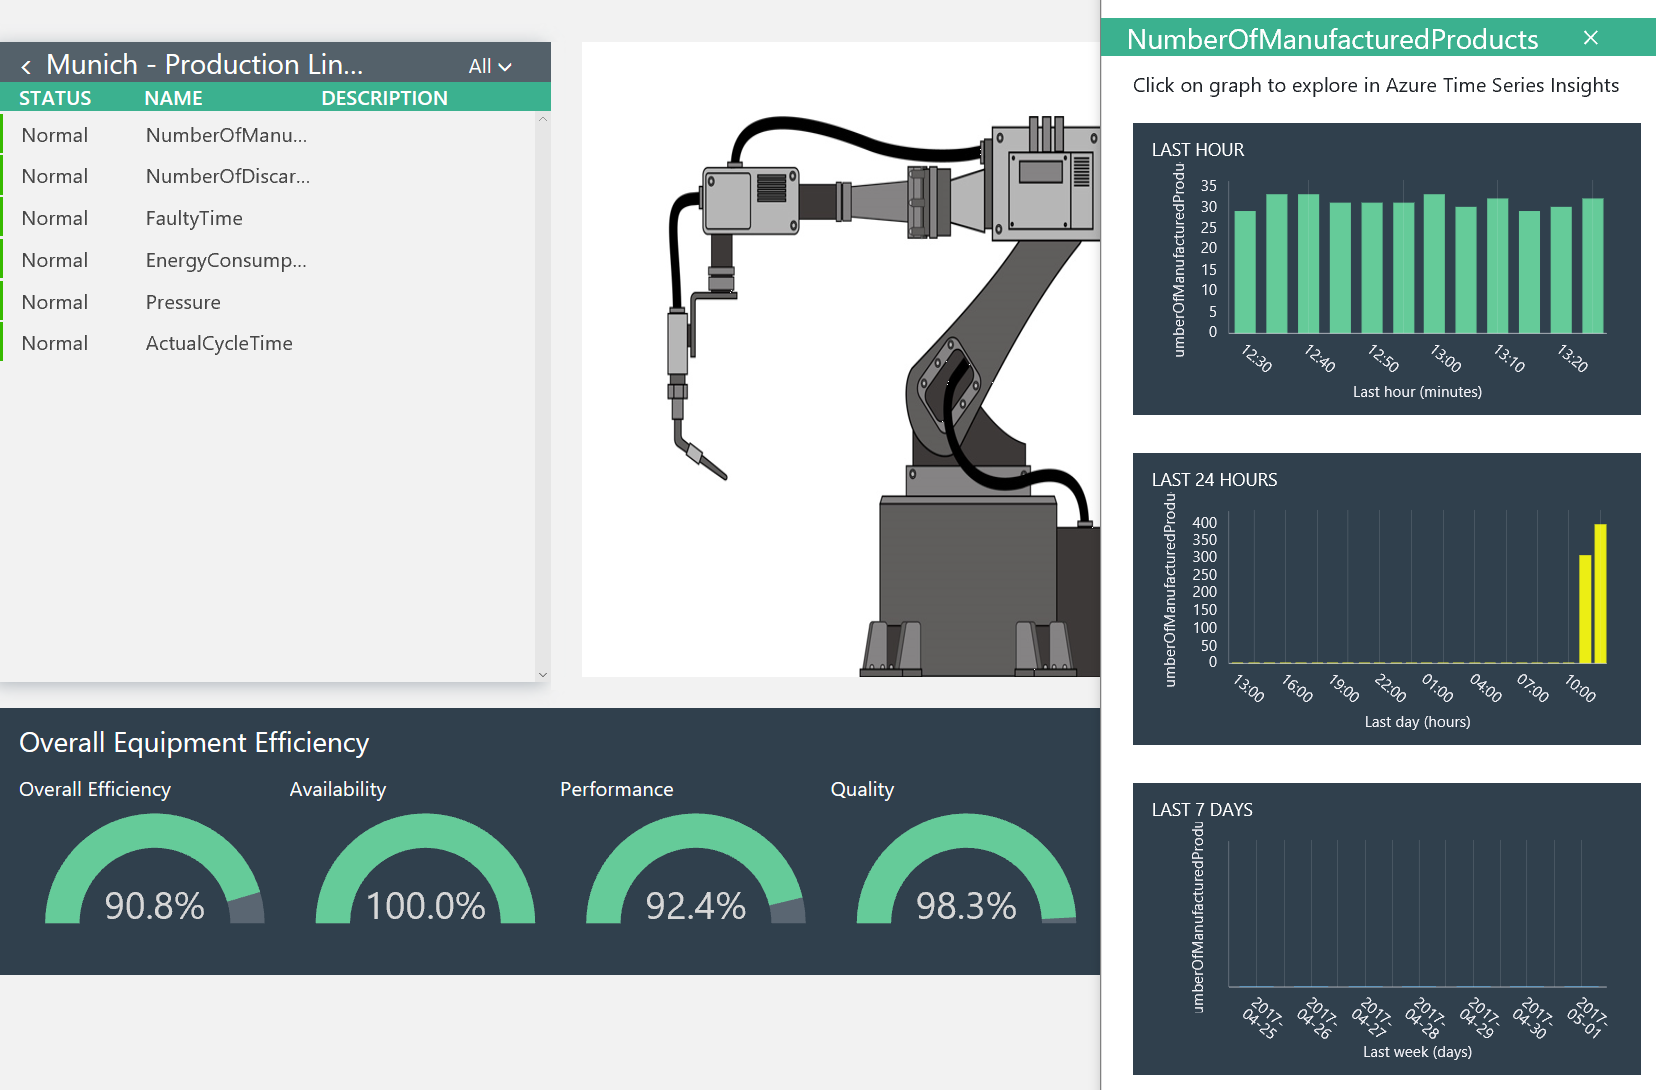 Munich - Production Lin...
All
STATUS NAME DESCRIPTION
Normal NumberOfManu...
Normal NumberOfDiscar...
Normal FaultyTime
Normal EnergyConsump...
Normal Pressure
Normal ActualCycleTime
Overall Equipment Efficiency
Overall Efficiency Availability Performance Quality
90.8% 100.0% 92.4% 98.3%
NumberOfManufacturedProducts
Click on graph to explore in Azure Time Series Insights
LAST HOUR
umberOfManufacturedProdu
35
30
25
20
15
10
5
0
12:30 12:40 12:50 13:00 13:10 13:20
Last hour (minutes)
LAST 24 HOURS
umberOfManufacturedProdu
400
350
300
250
200
150
100
50
0
13:00 16:00 19:00 22:00 01:00 04:00 07:00 10:00
Last day (hours)
LAST 7 DAYS
umberOfManufacturedProdu
2017-04-25 2017-04-26 2017-04-27 2017-04-28 2017-04-29 2017-04-30 2017-05-01
Last week (days)